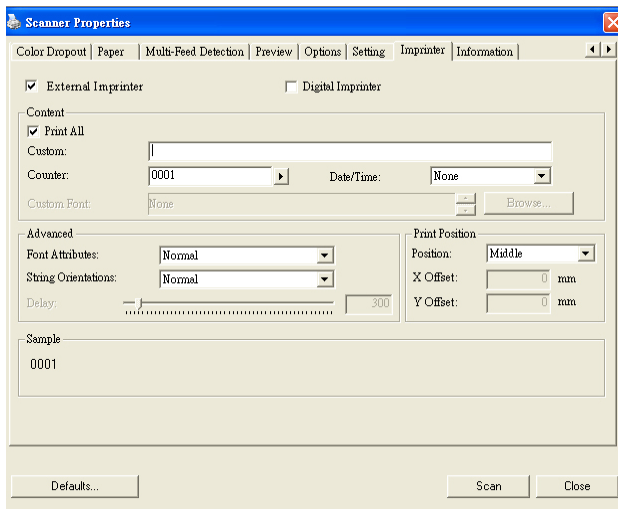 Scanner Properties
Color Dropout Paper Multi-Feed Detection Preview Options Setting Imprinter Information
External Imprinter Digital Imprinter
Content
Print All
Custom:
Counter: 0001 Date/Time: None
Custom Font: None Browse...
Advanced Print Position
Font Attributes: Normal Position: Middle
String Orientations: Normal X Offset: 0 mm
Delay: 300 Y Offset: 0 mm
Sample
0001
Defaults... Scan Close